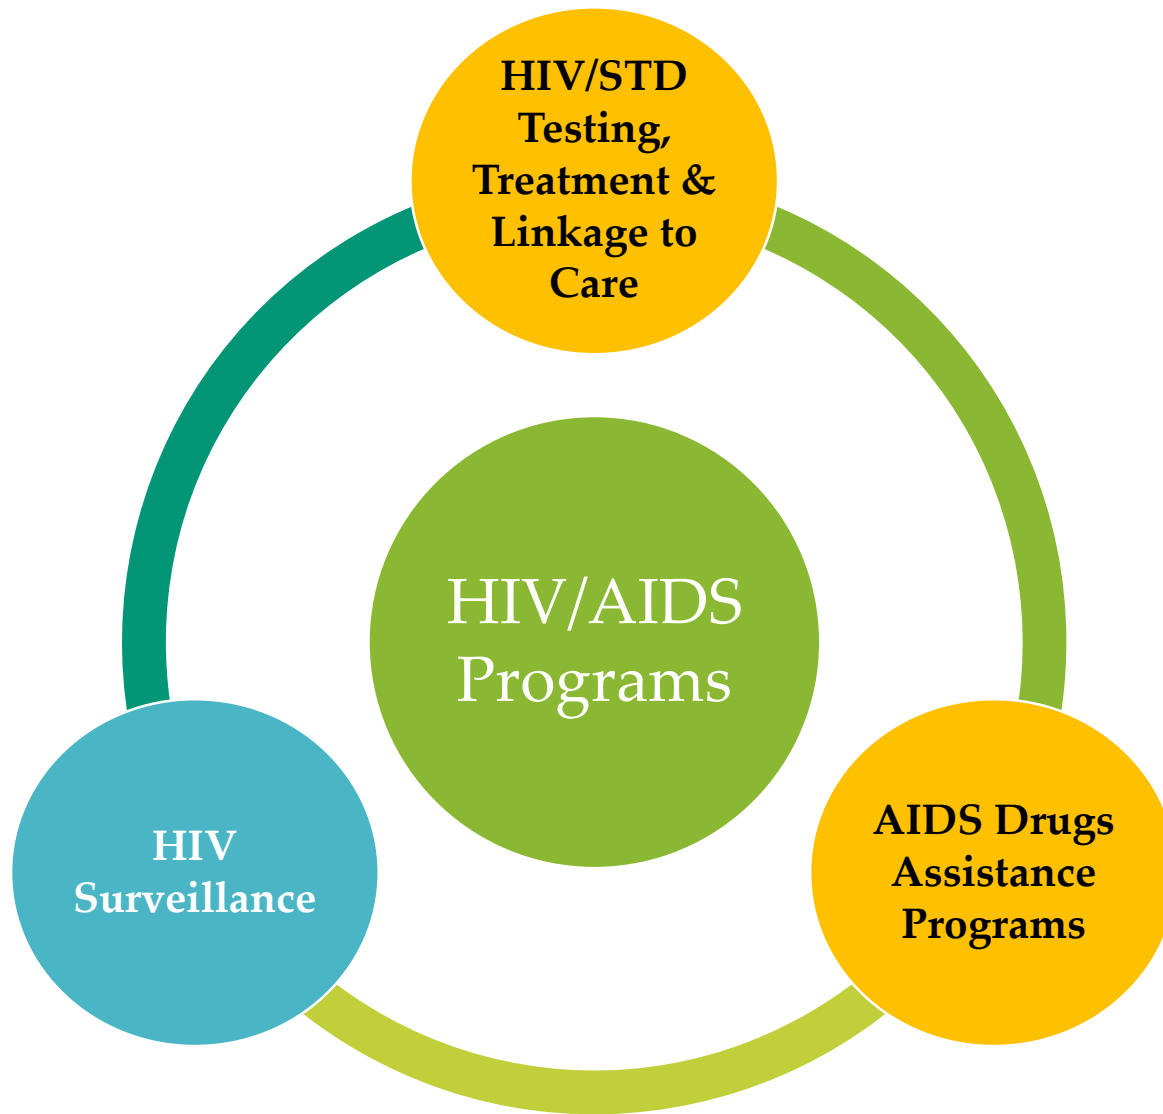 HIV/STD
Testing,
Treatment &
Linkage to
Care
HIV/AIDS
Programs
HIV
Surveillance
AIDS Drugs
Assistance
Programs